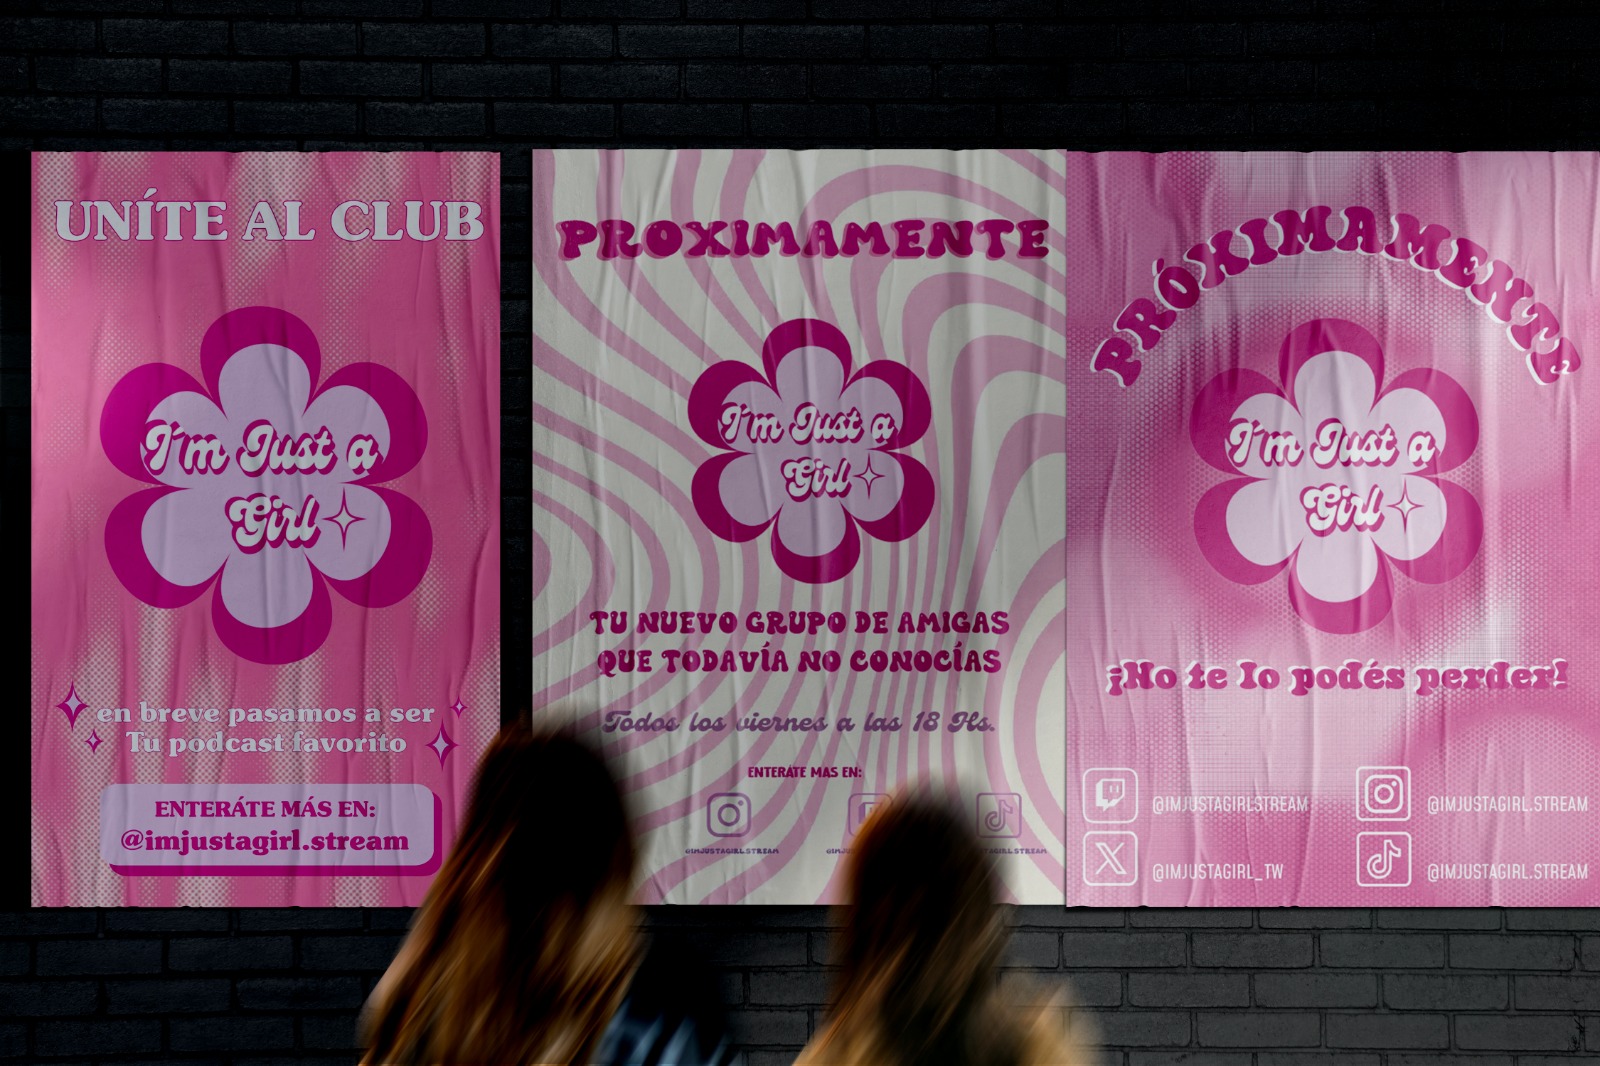 UNÍTE AL CLUB
I'm Just a
Girl
en breve pasamos a ser
Tu podcast favorito
ENTERÁTE MÁS EN:
@imjustagirl.stream
PROXIMAMENTE
I'm Just a
Girl
TU NUEVO GRUPO DE AMIGAS
QUE TODAVÍA NO CONOCÍAS
Todos los viernes a las 18 Hs.
ENTERÁTE MAS EN:
@IMJUSTAGIRL.STREAM
PRÓXIMAMENTE
I'm Just a
Girl
¡No te lo podés perder!
@IMJUSTAGIRLSTREAM
@IMJUSTAGIRL.STREAM
@IMJUSTAGIRL_TW
@IMJUSTAGIRL.STREAM